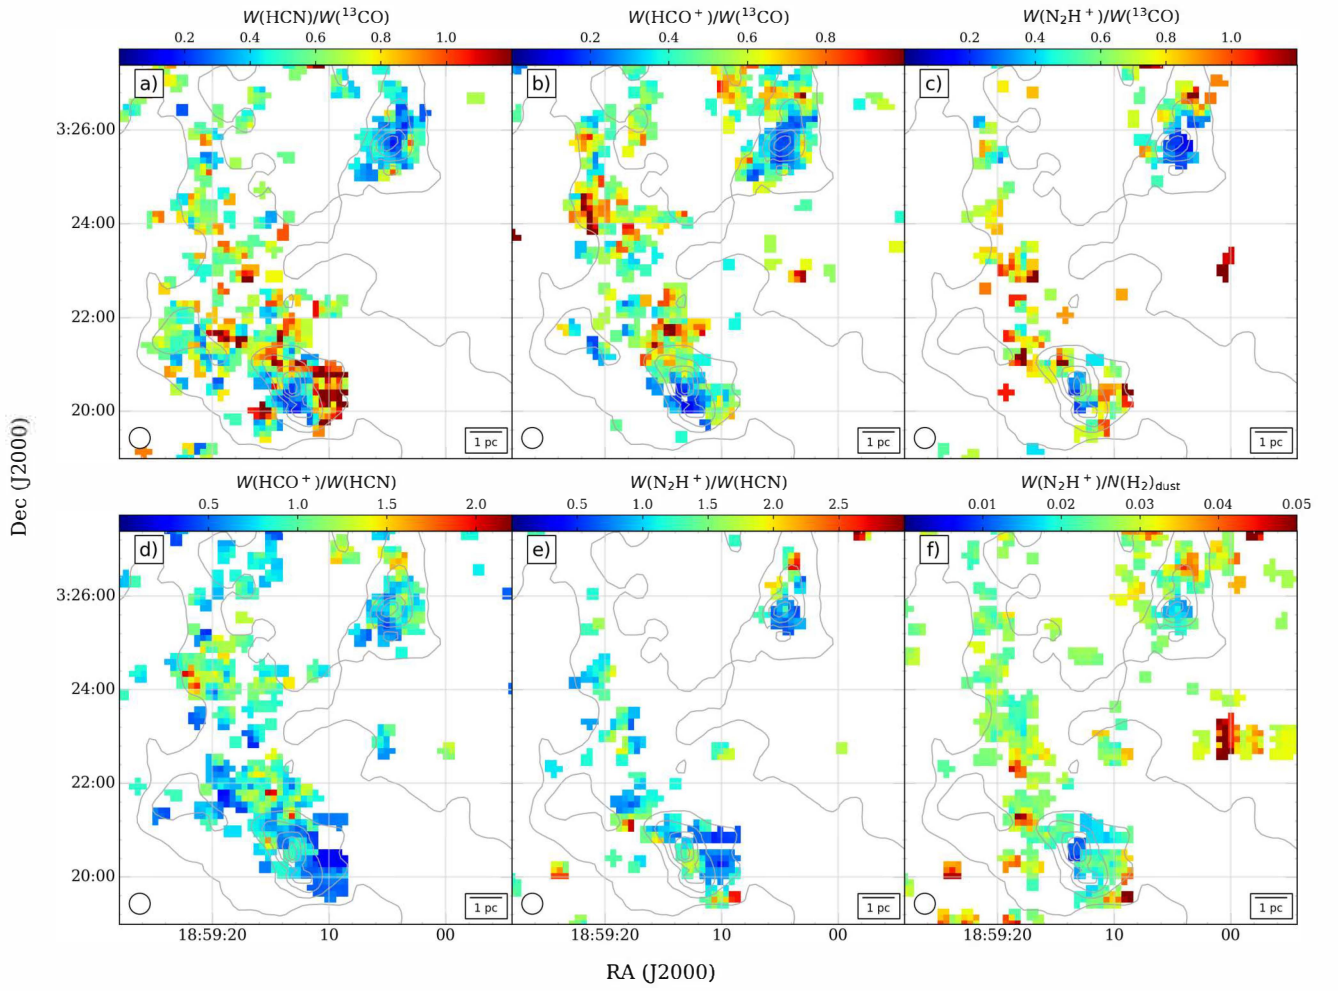 W(HCN)/W(¹³CO) W(HCO⁺)/W(¹³CO) W(N₂H⁺)/W(¹³CO)
0.2 0.4 0.6 0.8 1.0 0.2 0.4 0.6 0.8 0.2 0.4 0.6 0.8 1.0
a) b) c)
3:26:00
24:00
22:00
20:00
1 pc 1 pc 1 pc
W(HCO⁺)/W(HCN) W(N₂H⁺)/W(HCN) W(N₂H⁺)/N(H₂)dust
0.5 1.0 1.5 2.0 0.5 1.0 1.5 2.0 2.5 0.01 0.02 0.03 0.04 0.05
d) e) f)
3:26:00
24:00
22:00
20:00
1 pc 1 pc 1 pc
18:59:20 10 00 18:59:20 10 00 18:59:20 10 00
Dec (J2000)
RA (J2000)